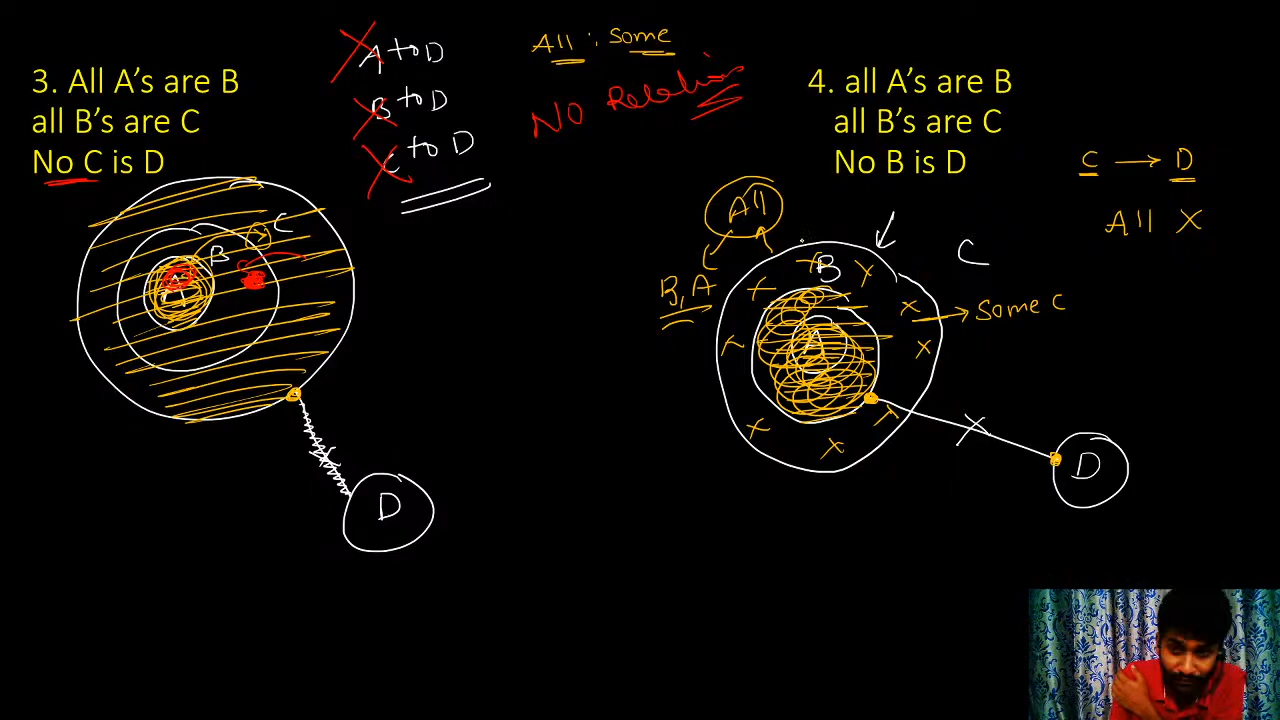 3. All A's are B
all B's are C
No C is D
A to D
B to D
C to D
All : Some
NO Relation
C
B
A
D
4. all A's are B
all B's are C
No B is D
C → D
All X
All
B, A
B
C
Some C
A
D